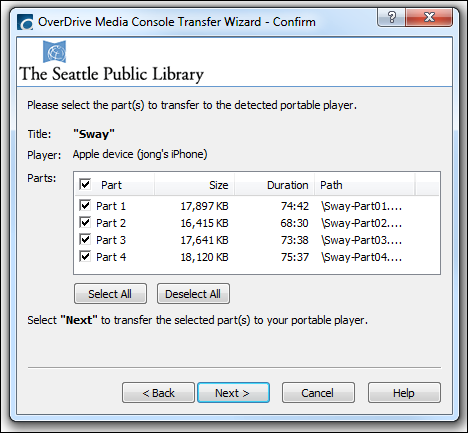 OverDrive Media Console Transfer Wizard - Confirm
The Seattle Public Library
Please select the part(s) to transfer to the detected portable player.
Title: "Sway"
Player: Apple device (jong's iPhone)
Parts: Part Size Duration Path
Part 1 17,897 KB 74:42 \Sway-Part01....
Part 2 16,415 KB 68:30 \Sway-Part02....
Part 3 17,641 KB 73:38 \Sway-Part03....
Part 4 18,120 KB 75:37 \Sway-Part04....
Select All Deselect All
Select "Next" to transfer the selected part(s) to your portable player.
< Back Next > Cancel Help